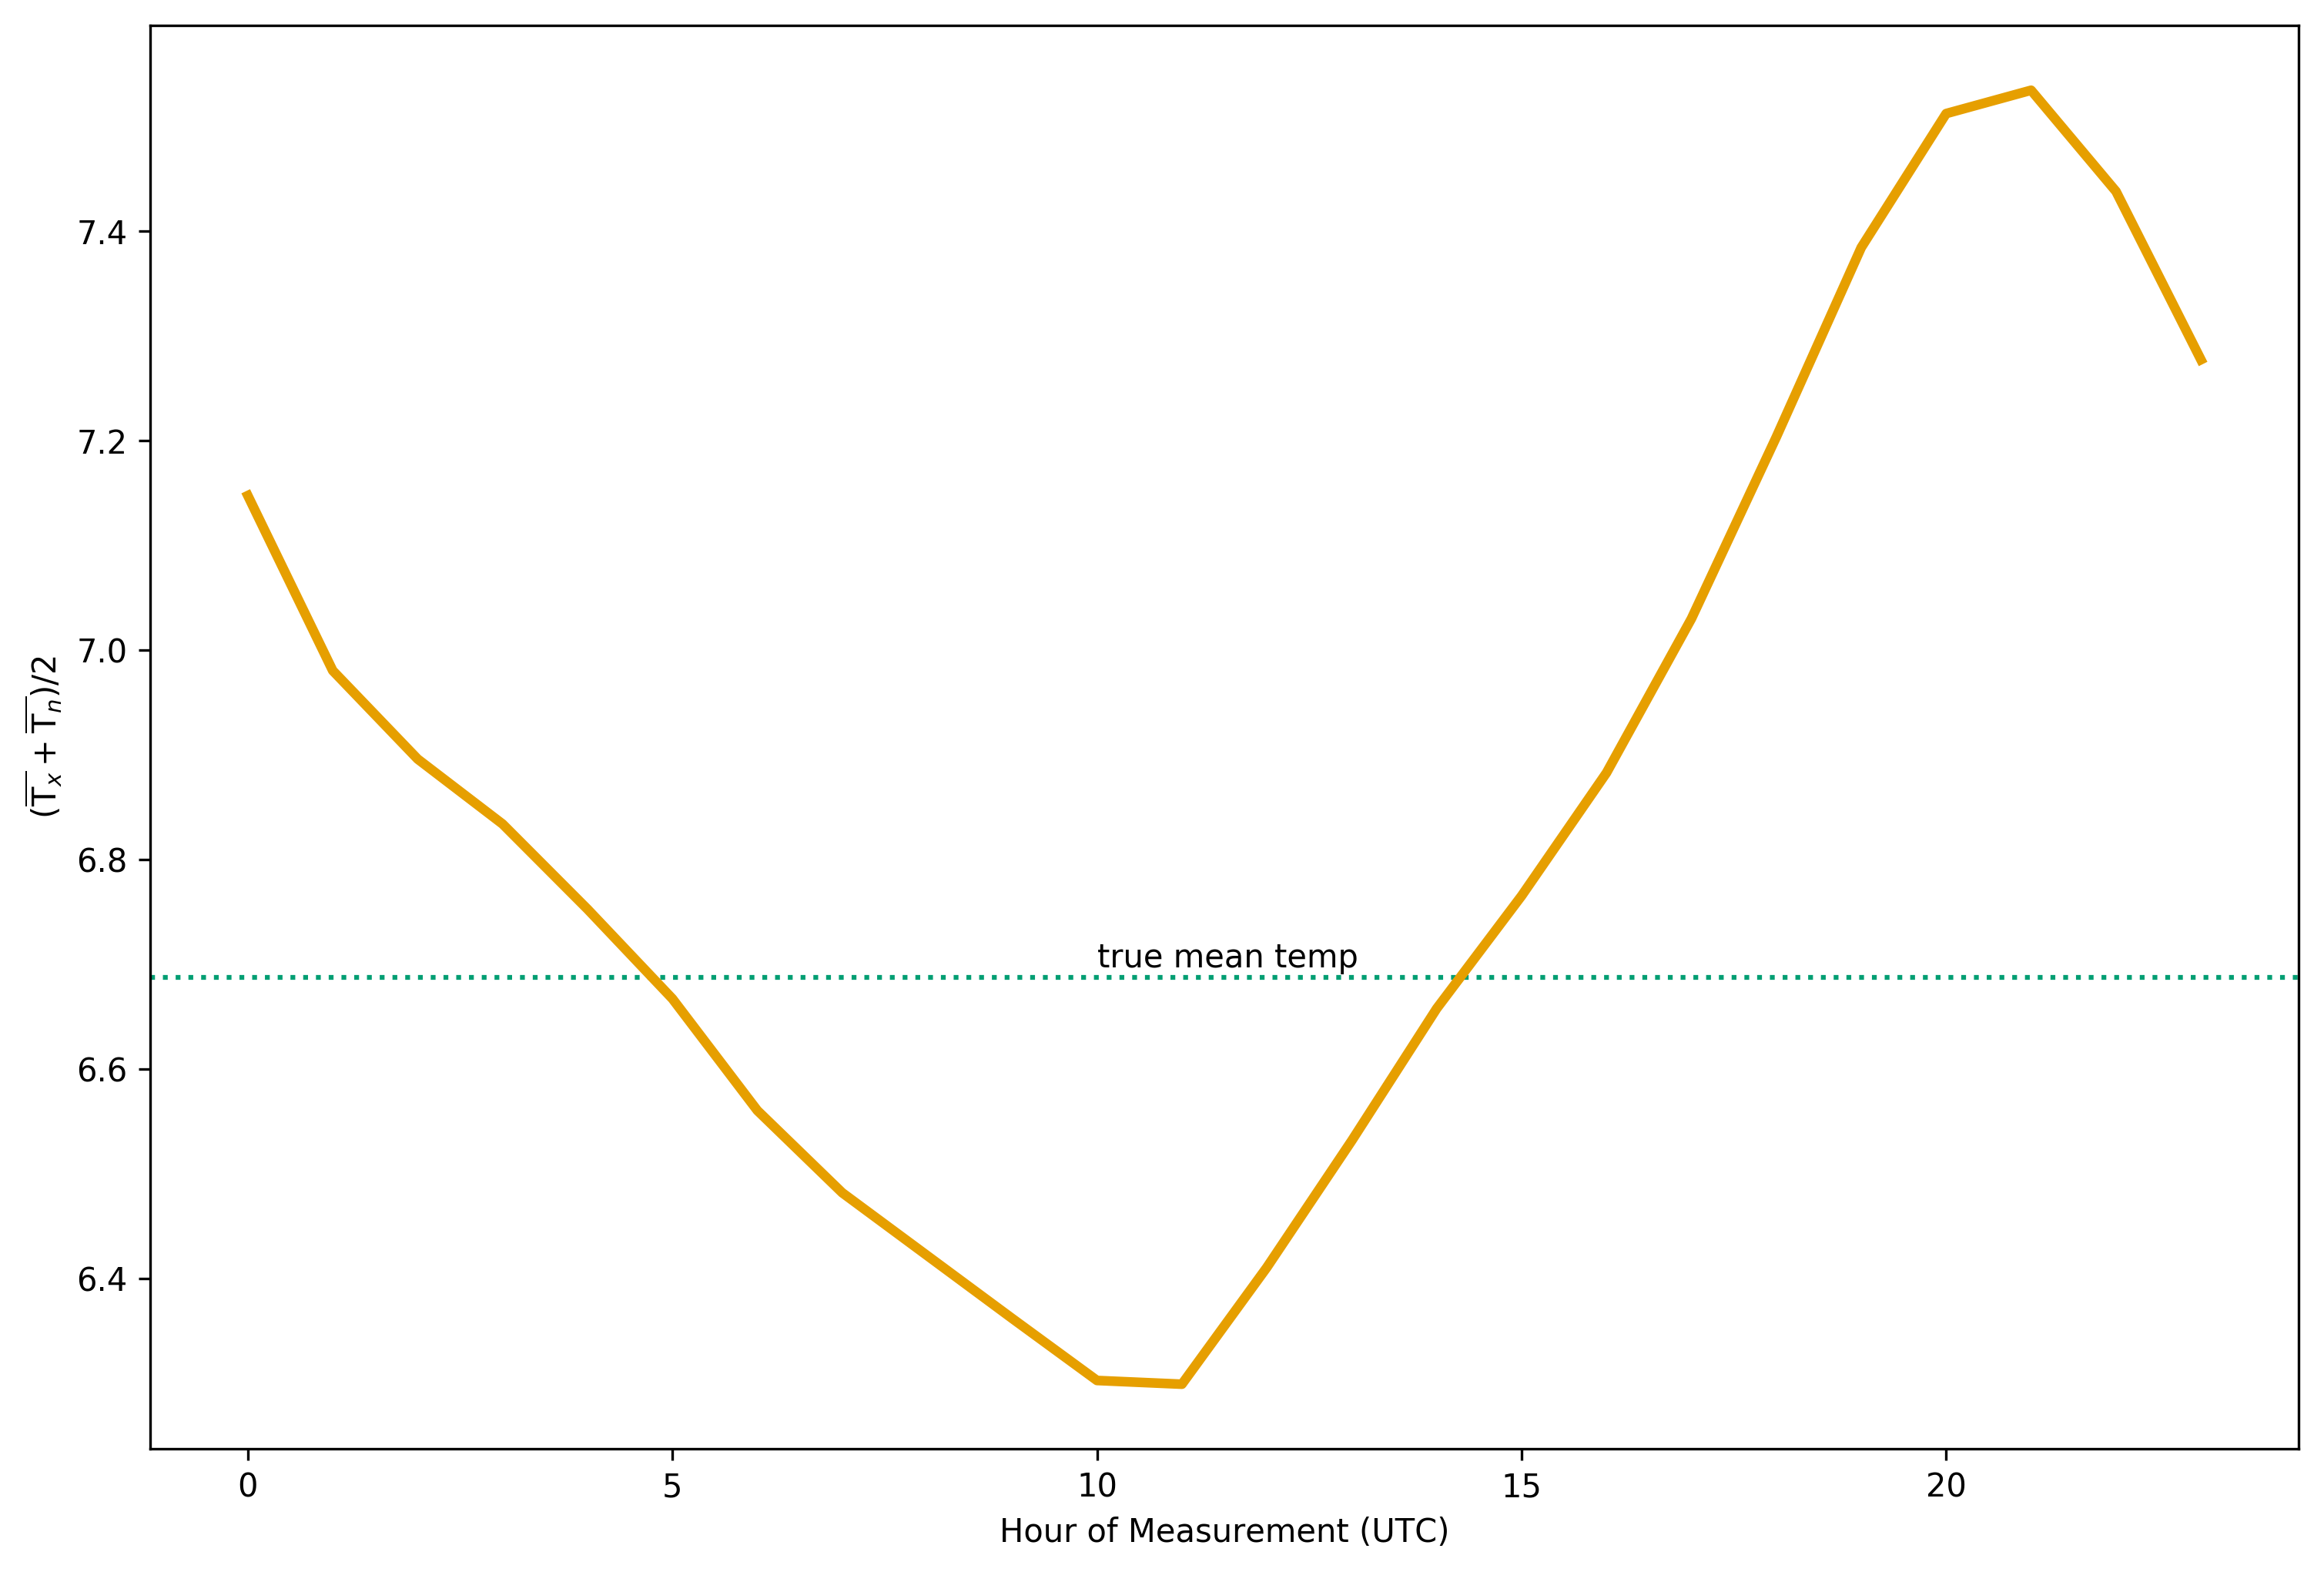 7.4
7.2
7.0
6.8
6.6
6.4
(T̅ₓ + T̅ₙ)/2
true mean temp
0 5 10 15 20
Hour of Measurement (UTC)